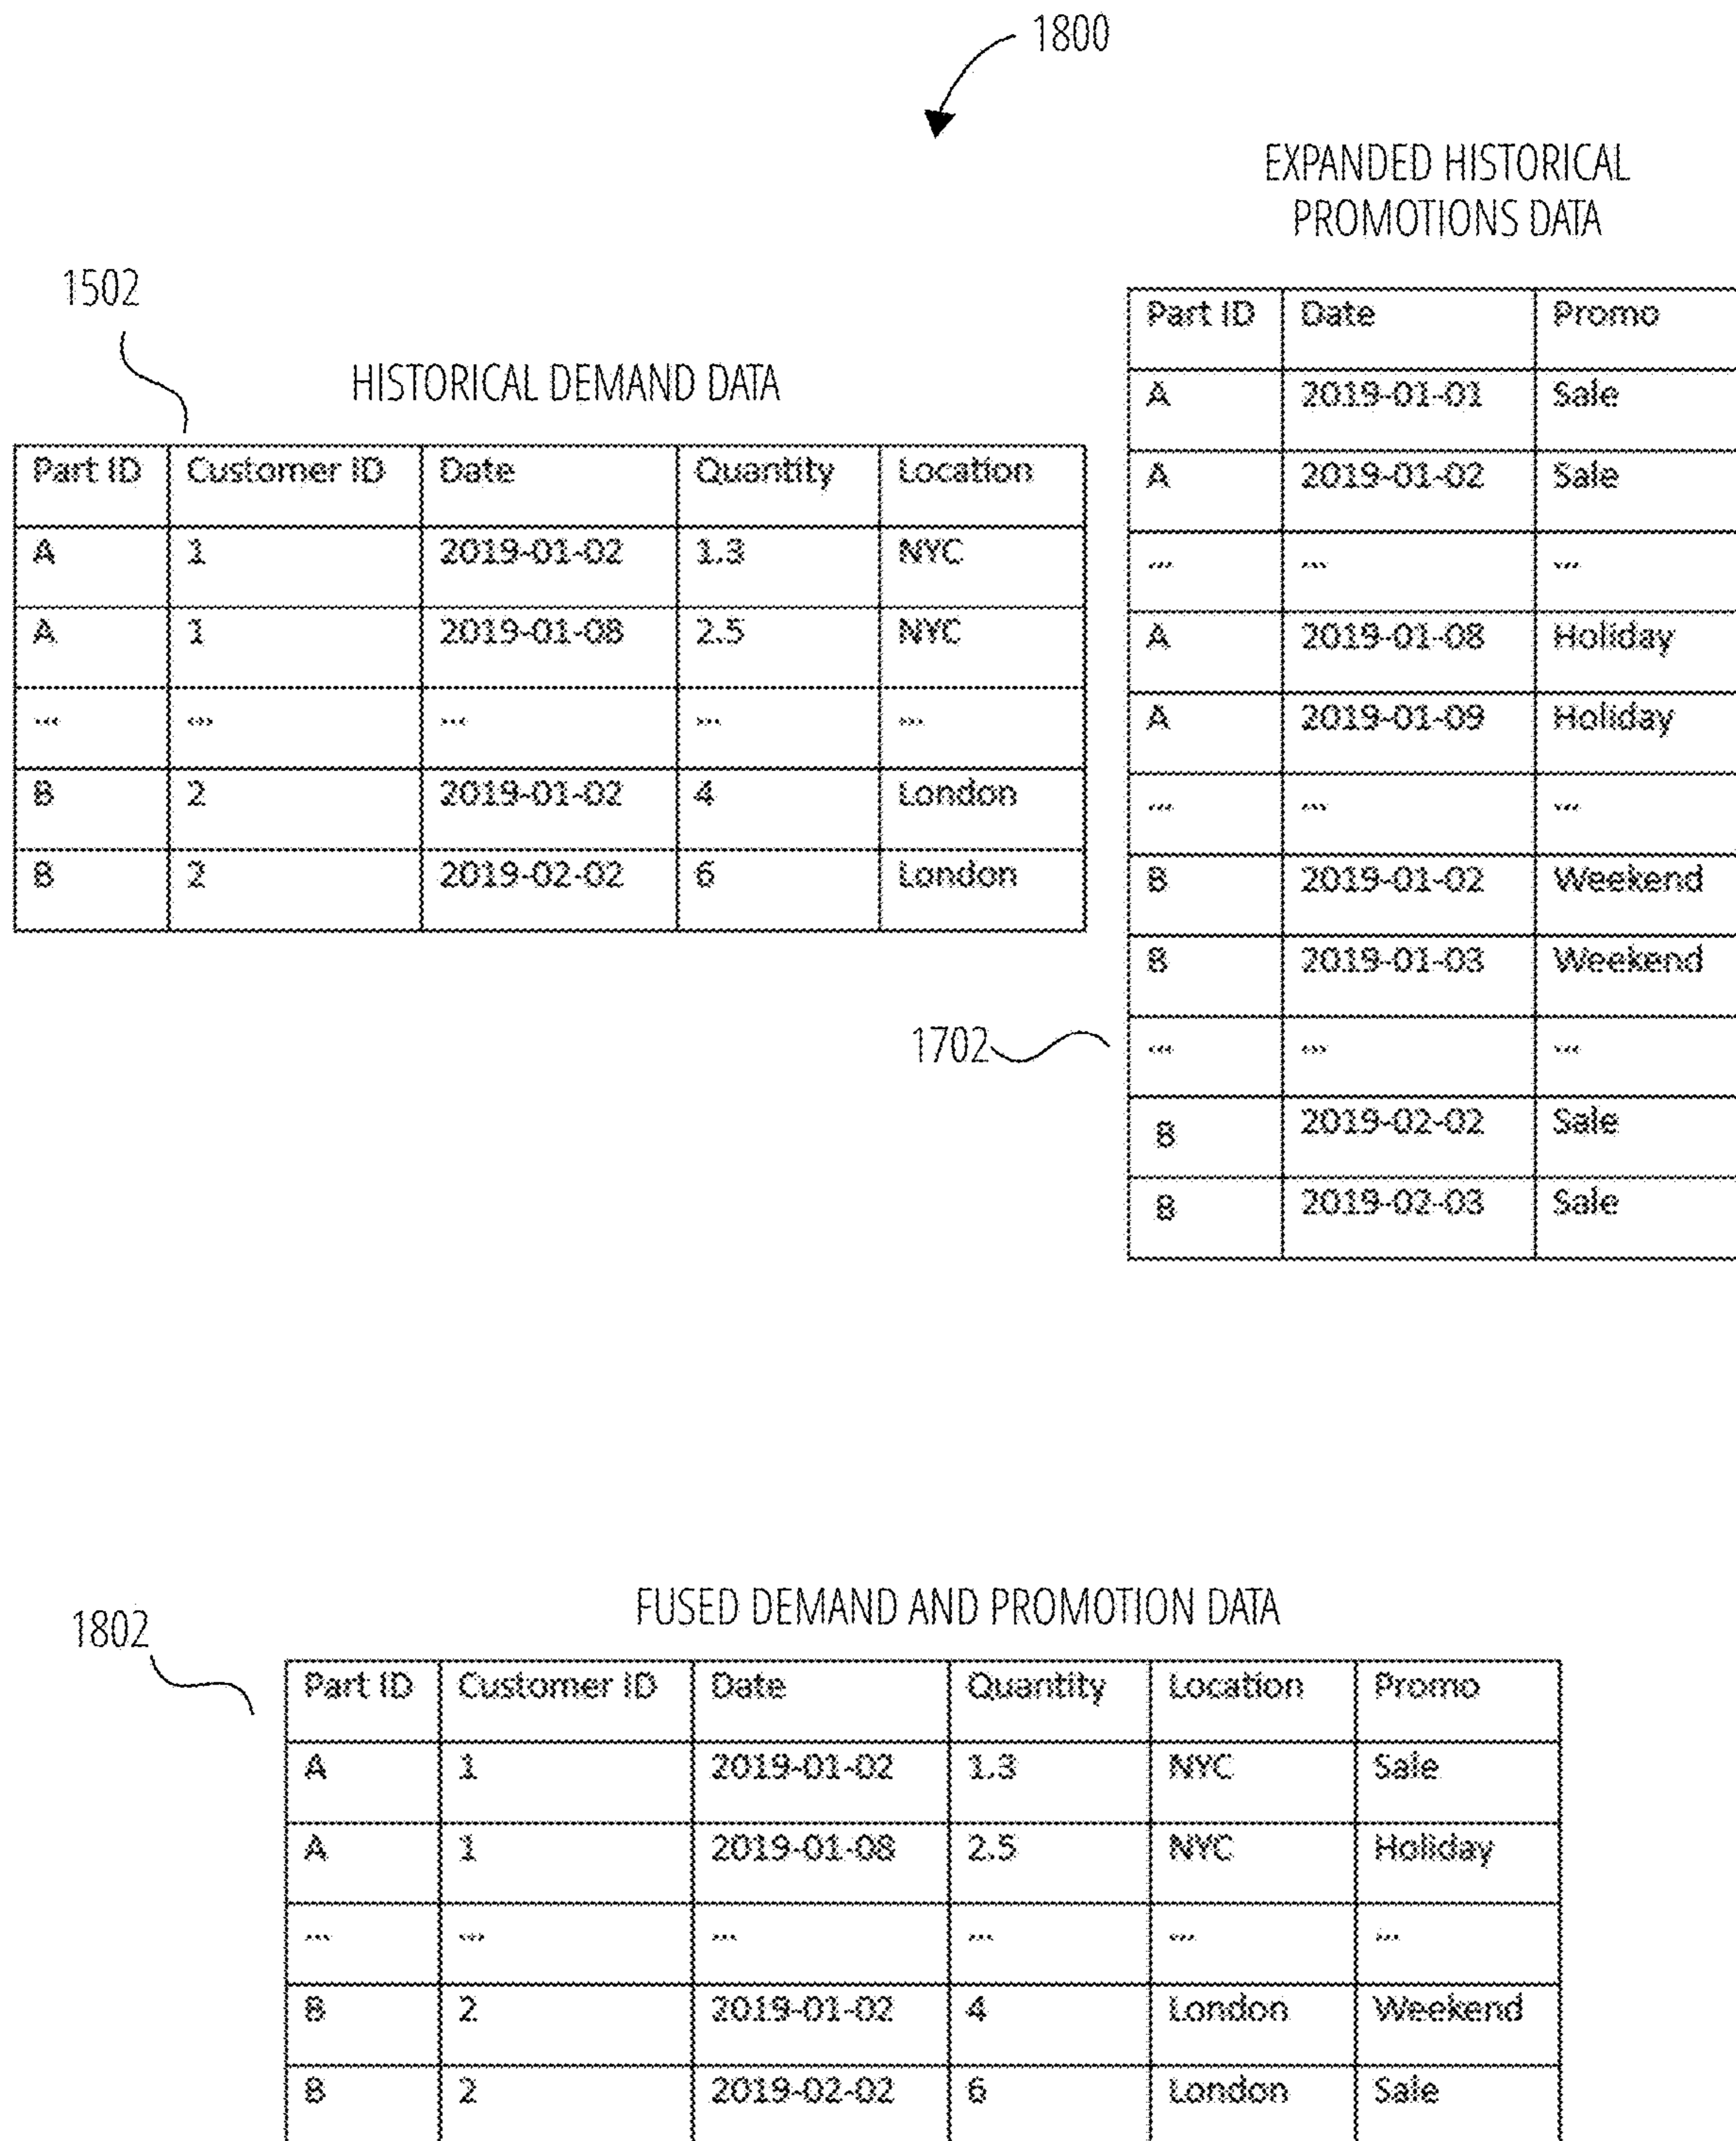 1800
EXPANDED HISTORICAL
PROMOTIONS DATA
1502
HISTORICAL DEMAND DATA
Part ID Customer ID Date Quantity Location
A 1 2019-01-02 1.3 NYC
A 1 2019-01-08 2.5 NYC
... ... ... ... ...
B 2 2019-01-02 4 London
B 2 2019-02-02 6 London
Part ID Date Promo
A 2019-01-01 Sale
A 2019-01-02 Sale
... ... ...
A 2019-01-08 Holiday
A 2019-01-09 Holiday
... ... ...
B 2019-01-02 Weekend
B 2019-01-03 Weekend
... ... ...
B 2019-02-02 Sale
B 2019-02-03 Sale
1702
FUSED DEMAND AND PROMOTION DATA
1802
Part ID Customer ID Date Quantity Location Promo
A 1 2019-01-02 1.3 NYC Sale
A 1 2019-01-08 2.5 NYC Holiday
... ... ... ... ... ...
B 2 2019-01-02 4 London Weekend
B 2 2019-02-02 6 London Sale